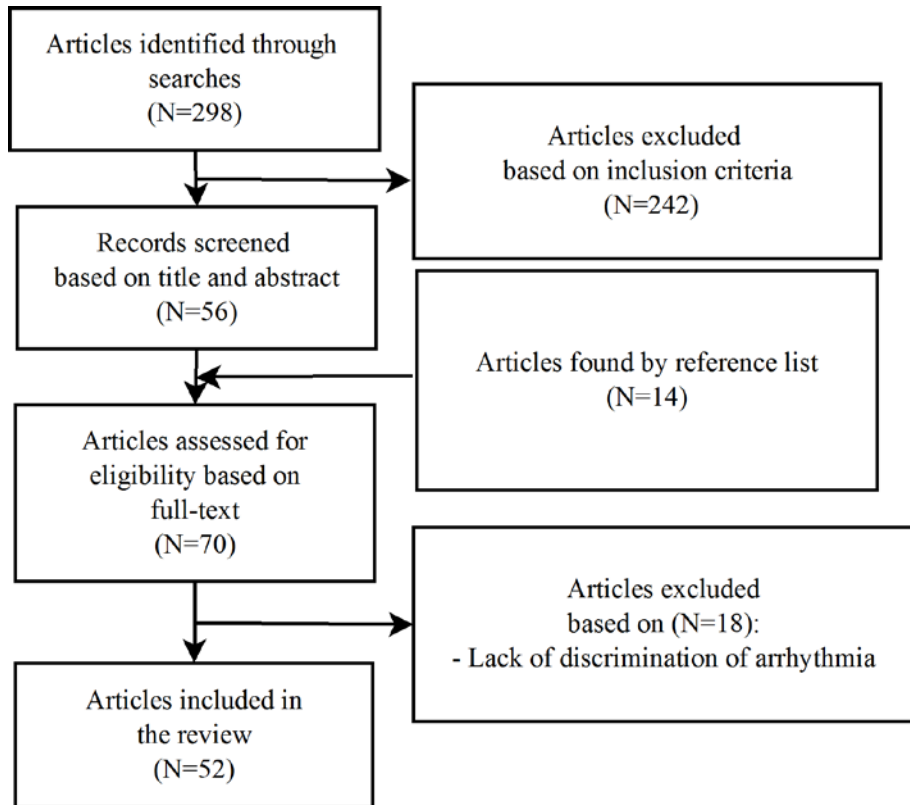 Articles identified through
searches
(N=298)
Articles excluded
based on inclusion criteria
(N=242)
Records screened
based on title and abstract
(N=56)
Articles found by reference list
(N=14)
Articles assessed for
eligibility based on
full-text
(N=70)
Articles excluded
based on (N=18):
- Lack of discrimination of arrhythmia
Articles included in
the review
(N=52)